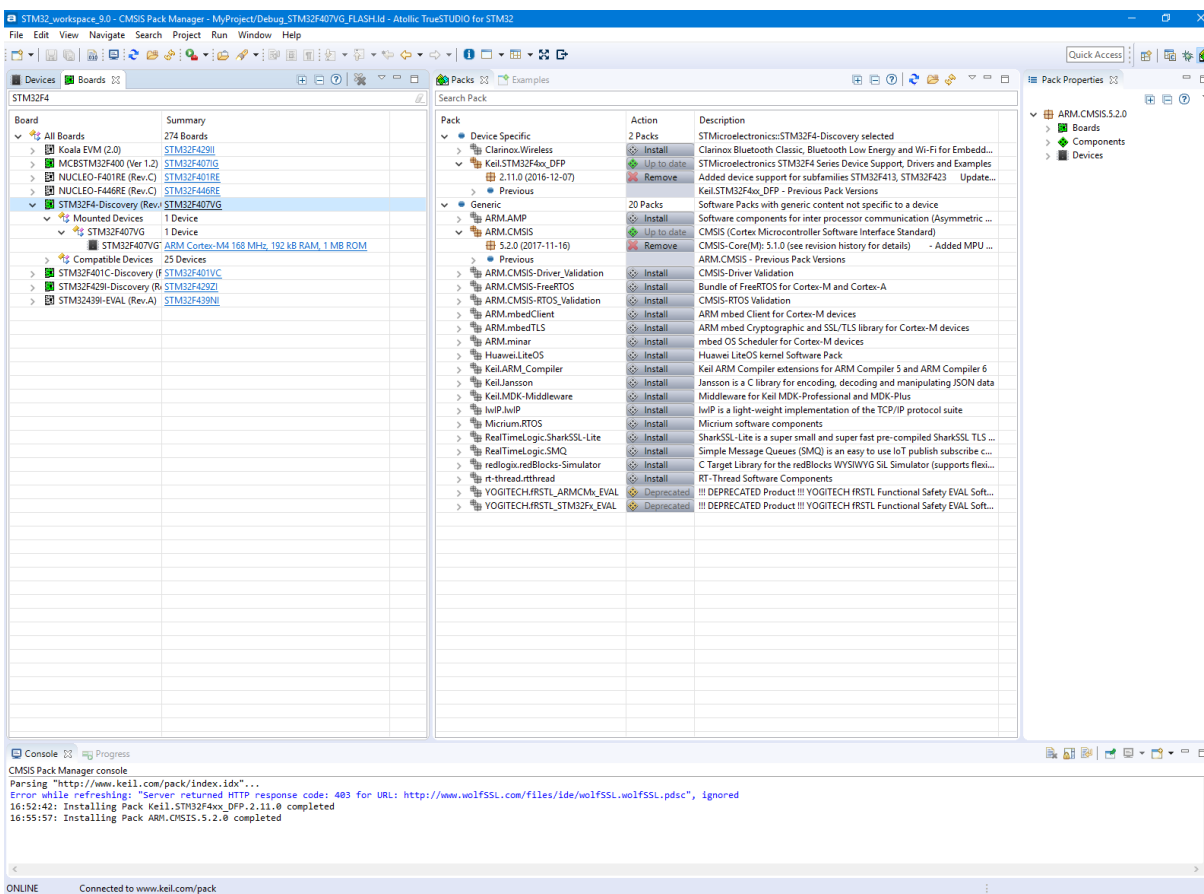 STM32_workspace_9.0 - CMSIS Pack Manager - MyProject/Debug_STM32F407VG_FLASH.ld - Atollic TrueSTUDIO for STM32
File Edit View Navigate Search Project Run Window Help
Quick Access
Devices Boards
STM32F4
Board Summary
All Boards 274 Boards
Koala EVM (2.0) STM32F429II
MCBSTM32F400 (Ver 1.2) STM32F407IG
NUCLEO-F401RE (Rev.C) STM32F401RE
NUCLEO-F446RE (Rev.C) STM32F446RE
STM32F4-Discovery (Rev.( STM32F407VG
Mounted Devices 1 Device
STM32F407VG 1 Device
STM32F407VG ARM Cortex-M4 168 MHz, 192 kB RAM, 1 MB ROM
Compatible Devices 25 Devices
STM32F401C-Discovery (F STM32F401VC
STM32F429I-Discovery (R STM32F429ZI
STM32439I-EVAL (Rev.A) STM32F439NI
Packs Examples
Search Pack
Pack Action Description
Device Specific 2 Packs STMicroelectronics::STM32F4-Discovery selected
Clarinox.Wireless Install Clarinox Bluetooth Classic, Bluetooth Low Energy and Wi-Fi for Embedd...
Keil.STM32F4xx_DFP Up to date STMicroelectronics STM32F4 Series Device Support, Drivers and Examples
2.11.0 (2016-12-07) Remove Added device support for subfamilies STM32F413, STM32F423 Update...
Previous Keil.STM32F4xx_DFP - Previous Pack Versions
Generic 20 Packs Software Packs with generic content not specific to a device
ARM.AMP Install Software components for inter processor communication (Asymmetric ...
ARM.CMSIS Up to date CMSIS (Cortex Microcontroller Software Interface Standard)
5.2.0 (2017-11-16) Remove CMSIS-Core(M): 5.1.0 (see revision history for details) - Added MPU ...
Previous ARM.CMSIS - Previous Pack Versions
ARM.CMSIS-Driver_Validation Install CMSIS-Driver Validation
ARM.CMSIS-FreeRTOS Install Bundle of FreeRTOS for Cortex-M and Cortex-A
ARM.CMSIS-RTOS_Validation Install CMSIS-RTOS Validation
ARM.mbedClient Install ARM mbed Client for Cortex-M devices
ARM.mbedTLS Install ARM mbed Cryptographic and SSL/TLS library for Cortex-M devices
ARM.minar Install mbed OS Scheduler for Cortex-M devices
Huawei.LiteOS Install Huawei LiteOS kernel Software Pack
Keil.ARM_Compiler Install Keil ARM Compiler extensions for ARM Compiler 5 and ARM Compiler 6
Keil.Jansson Install Jansson is a C library for encoding, decoding and manipulating JSON data
Keil.MDK-Middleware Install Middleware for Keil MDK-Professional and MDK-Plus
lwIP.lwIP Install lwIP is a light-weight implementation of the TCP/IP protocol suite
Micrium.RTOS Install Micrium software components
RealTimeLogic.SharkSSL-Lite Install SharkSSL-Lite is a super small and super fast pre-compiled SharkSSL TLS ...
RealTimeLogic.SMQ Install Simple Message Queues (SMQ) is an easy to use IoT publish subscribe c...
redlogix.redBlocks-Simulator Install C Target Library for the redBlocks WYSIWYG SiL Simulator (supports flexi...
rt-thread.rtthread Install RT-Thread Software Components
YOGITECH.fRSTL_ARMCMx_EVAL Deprecated !!! DEPRECATED Product !!! YOGITECH fRSTL Functional Safety EVAL Soft...
YOGITECH.fRSTL_STM32Fx_EVAL Deprecated !!! DEPRECATED Product !!! YOGITECH fRSTL Functional Safety EVAL Soft...
Pack Properties
ARM.CMSIS.5.2.0
Boards
Components
Devices
Console Progress
CMSIS Pack Manager console
Parsing "http://www.keil.com/pack/index.idx"...
Error while refreshing: "Server returned HTTP response code: 403 for URL: http://www.wolfSSL.com/files/ide/wolfSSL.wolfSSL.pdsc", ignored
16:52:42: Installing Pack Keil.STM32F4xx_DFP.2.11.0 completed
16:55:57: Installing Pack ARM.CMSIS.5.2.0 completed
ONLINE Connected to www.keil.com/pack